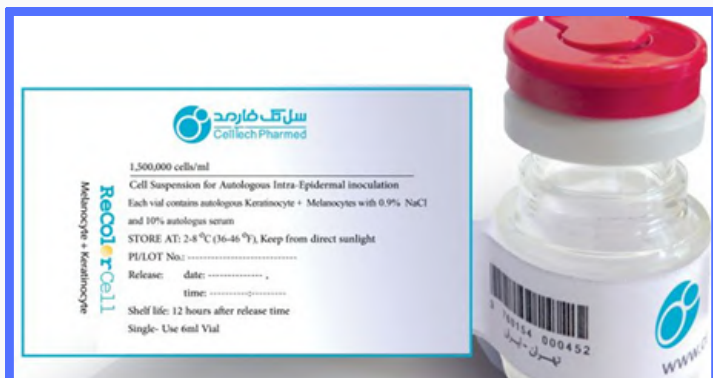 سل تک فارمد
CellTech Pharmed
1,500,000 cells/ml
Cell Suspension for Autologous Intra-Epidermal inoculation
Each vial contains autologous Keratinocyte + Melanocytes with 0.9% NaCl
and 10% autologus serum
STORE AT: 2-8 °C (36-46 °F), Keep from direct sunlight
PI/LOT No.: ----------------------------
Release: date: -------------- ,
time: ----------:---------
Shelf life: 12 hours after release time
Single- Use 6ml Vial
ReColorCell
Melanocyte + Keratinocyte
000452
تهران - ایران
www.c